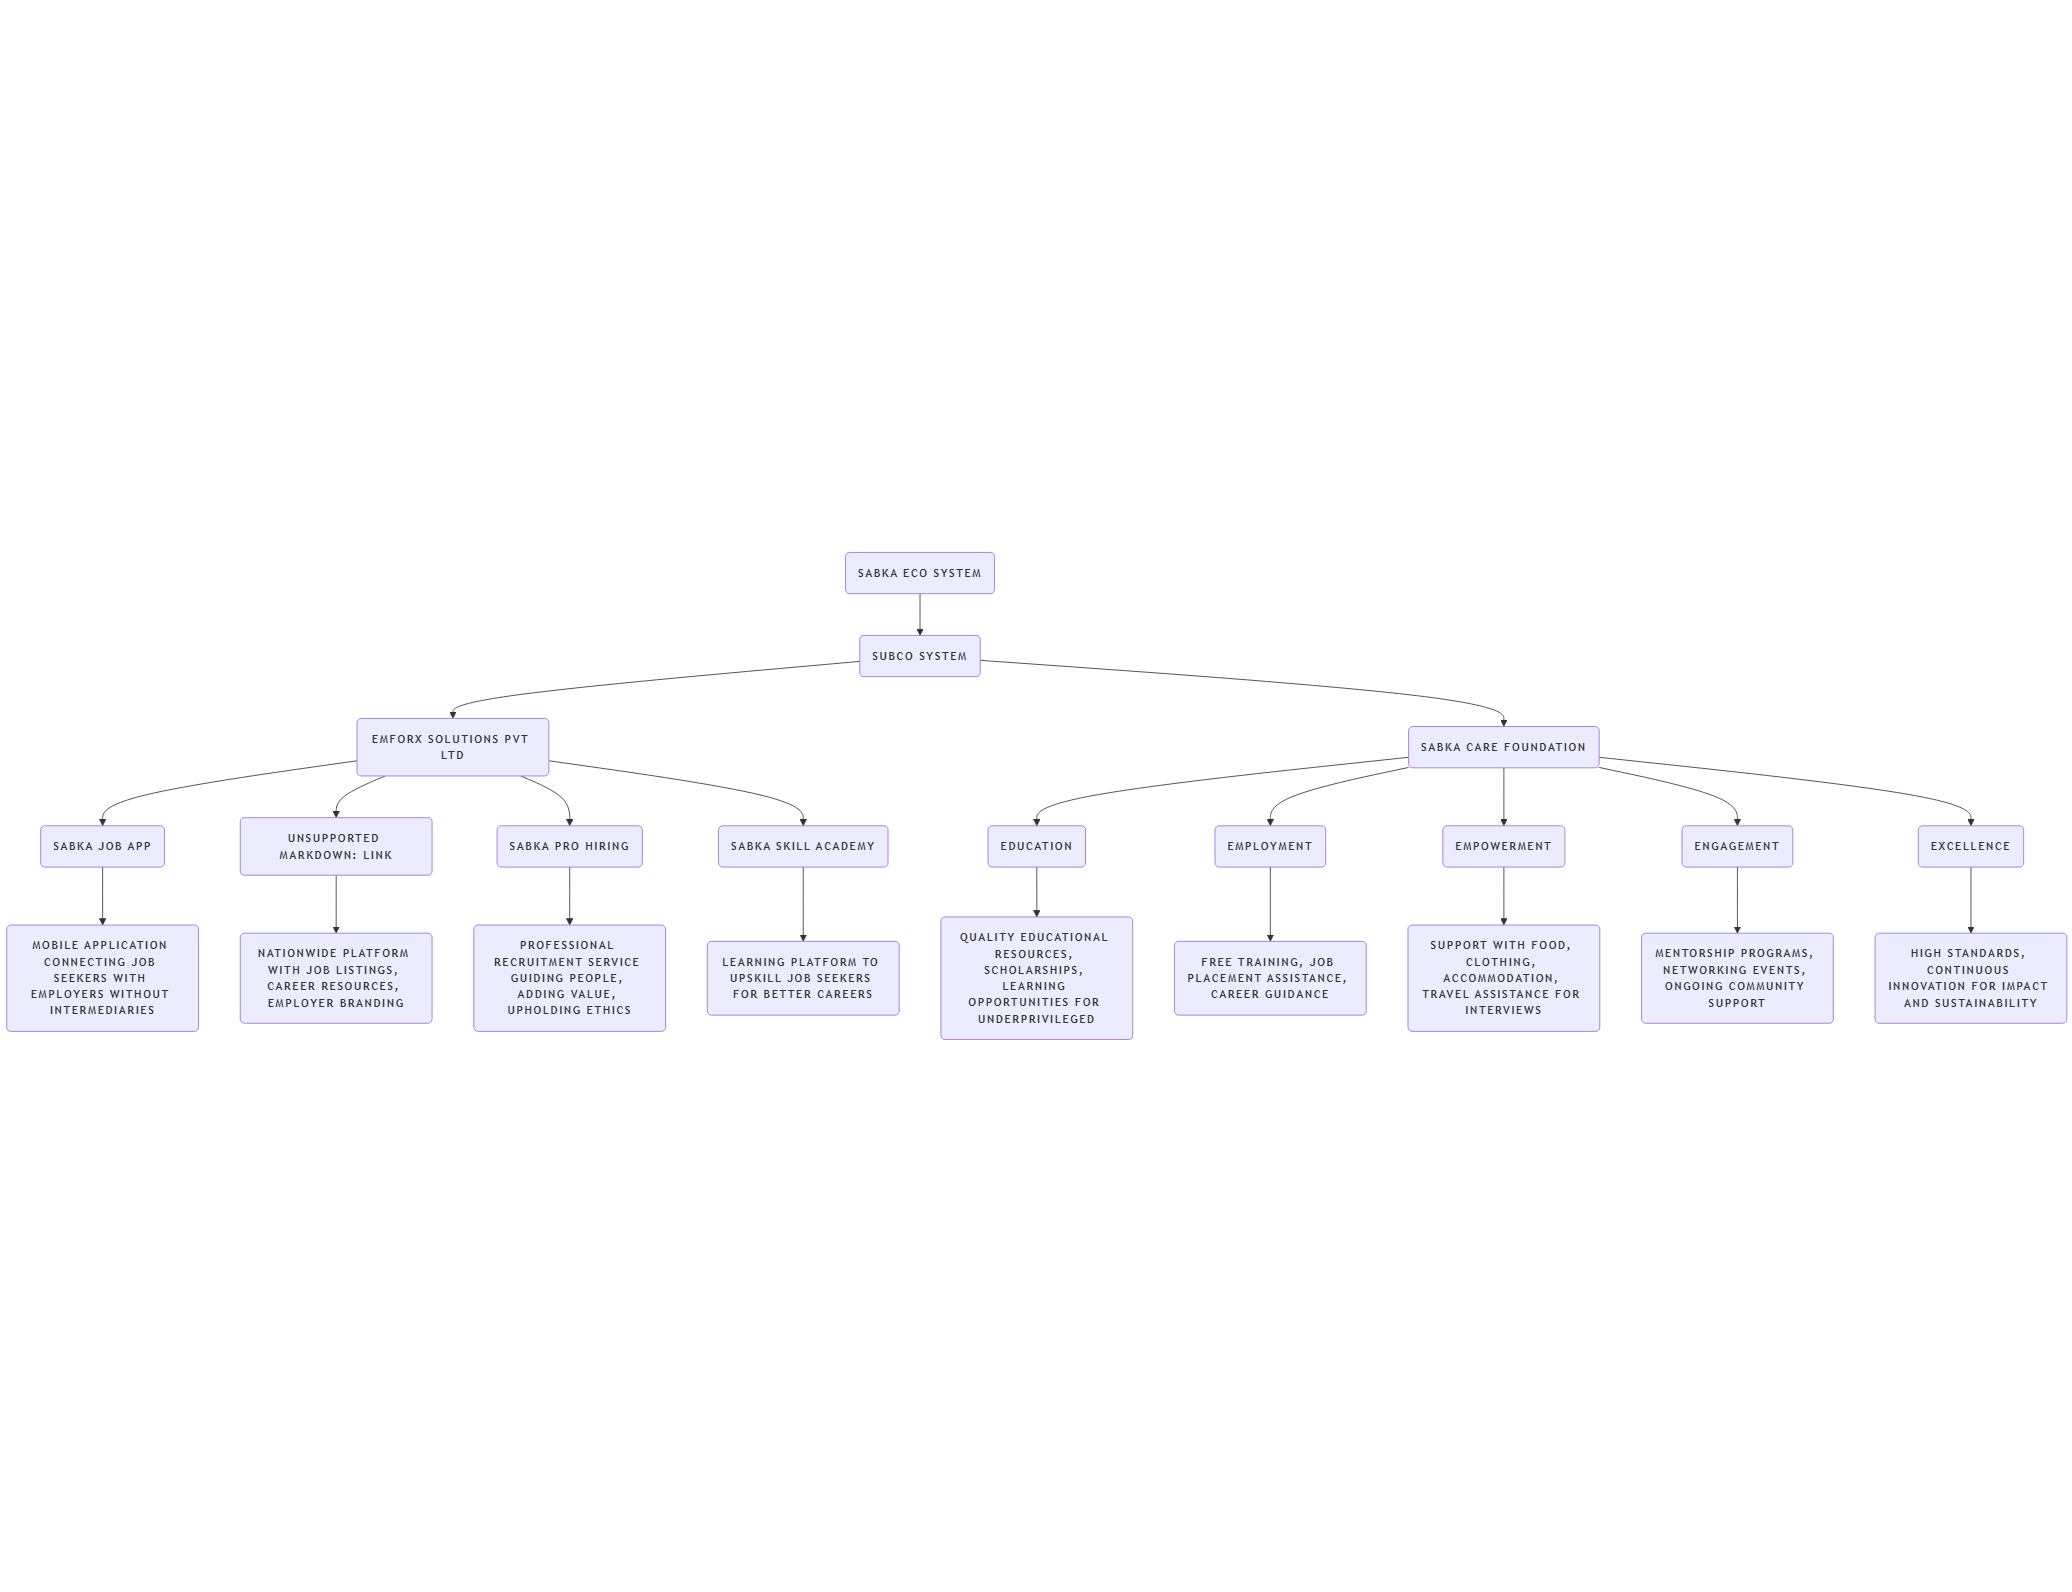 SABKA ECO SYSTEM
SUBCO SYSTEM
EMFORX SOLUTIONS PVT
LTD
SABKA CARE FOUNDATION
SABKA JOB APP
UNSUPPORTED
MARKDOWN: LINK
SABKA PRO HIRING
SABKA SKILL ACADEMY
EDUCATION
EMPLOYMENT
EMPOWERMENT
ENGAGEMENT
EXCELLENCE
MOBILE APPLICATION
CONNECTING JOB
SEEKERS WITH
EMPLOYERS WITHOUT
INTERMEDIARIES
NATIONWIDE PLATFORM
WITH JOB LISTINGS,
CAREER RESOURCES,
EMPLOYER BRANDING
PROFESSIONAL
RECRUITMENT SERVICE
GUIDING PEOPLE,
ADDING VALUE,
UPHOLDING ETHICS
LEARNING PLATFORM TO
UPSKILL JOB SEEKERS
FOR BETTER CAREERS
QUALITY EDUCATIONAL
RESOURCES,
SCHOLARSHIPS,
LEARNING
OPPORTUNITIES FOR
UNDERPRIVILEGED
FREE TRAINING, JOB
PLACEMENT ASSISTANCE,
CAREER GUIDANCE
SUPPORT WITH FOOD,
CLOTHING,
ACCOMMODATION,
TRAVEL ASSISTANCE FOR
INTERVIEWS
MENTORSHIP PROGRAMS,
NETWORKING EVENTS,
ONGOING COMMUNITY
SUPPORT
HIGH STANDARDS,
CONTINUOUS
INNOVATION FOR IMPACT
AND SUSTAINABILITY